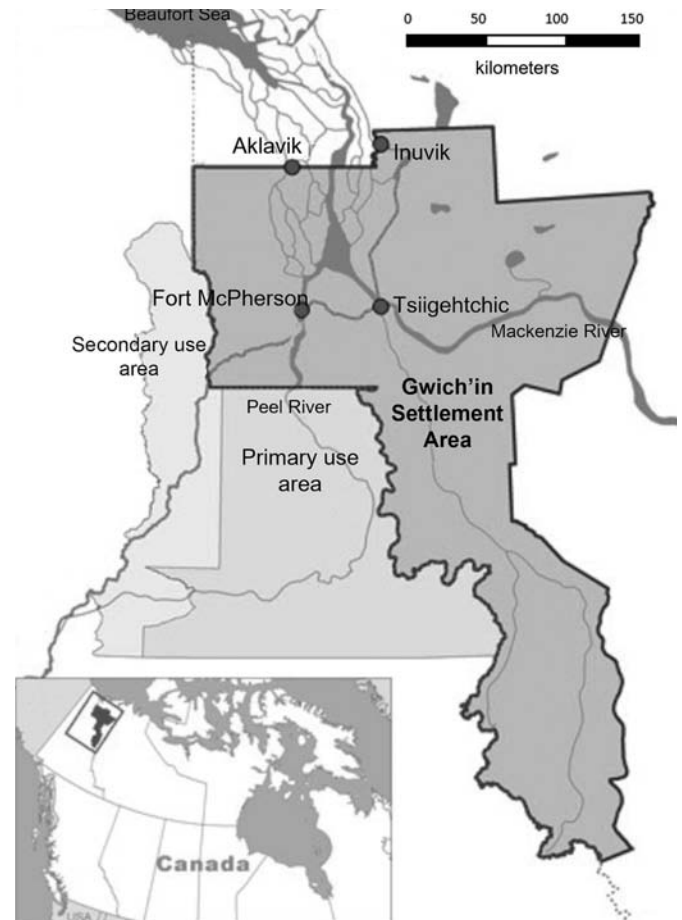 Beaufort Sea
0 50 100 150
kilometers
Aklavik
Inuvik
Fort McPherson
Tsiigehtchic
Secondary use
area
Mackenzie River
Gwich'in
Settlement
Area
Peel River
Primary use
area
Canada
USA